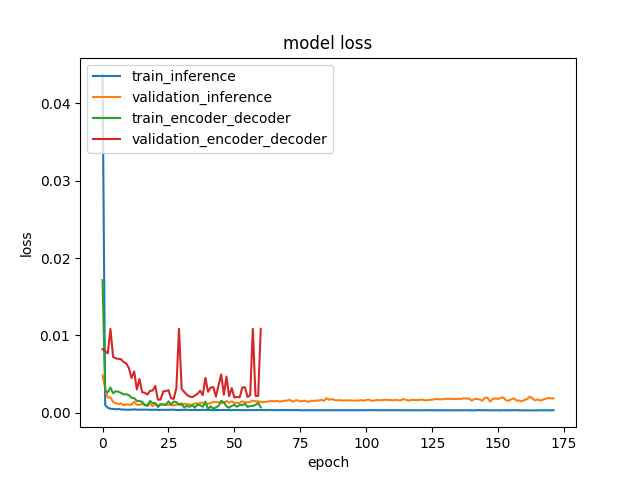 model loss
train_inference
validation_inference
train_encoder_decoder
validation_encoder_decoder
0.04
0.03
0.02
0.01
0.00
loss
0 25 50 75 100 125 150 175
epoch